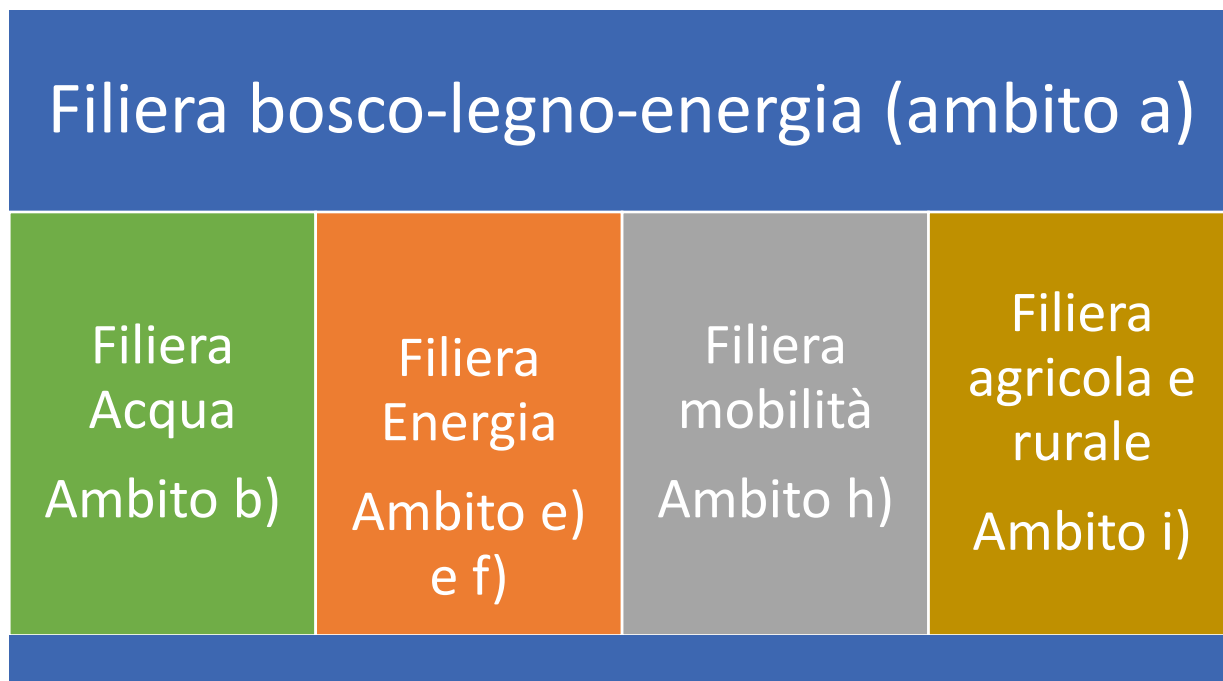 Filiera bosco-legno-energia (ambito a)
Filiera
Acqua
Ambito b)
Filiera
Energia
Ambito e)
e f)
Filiera
mobilità
Ambito h)
Filiera
agricola e
rurale
Ambito i)